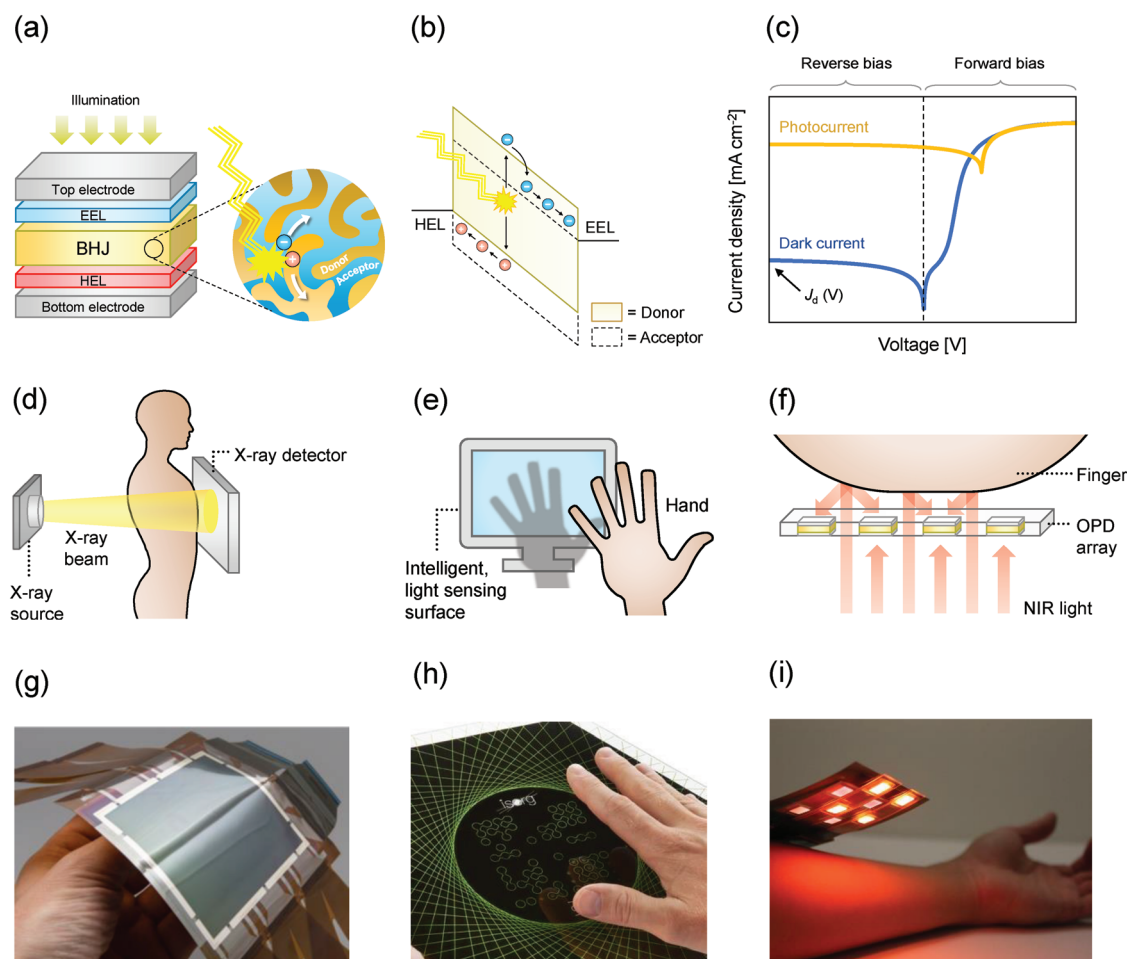 (a)
Illumination
Top electrode
EEL
BHJ
HEL
Bottom electrode
Donor
Acceptor
(b)
HEL
EEL
= Donor
= Acceptor
(c)
Reverse bias
Forward bias
Photocurrent
Dark current
J_d (V)
Current density [mA cm⁻²]
Voltage [V]
(d)
X-ray detector
X-ray
beam
X-ray
source
(e)
Hand
Intelligent,
light sensing
surface
(f)
Finger
OPD
array
NIR light
(g)
(h)
isorg
(i)